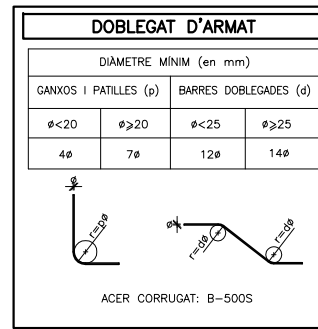 DOBLEGAT D'ARMAT
DIÀMETRE MÍNIM (en mm)
GANXOS I PATILLES (p) BARRES DOBLEGADES (d)
ø<20 ø⩾20 ø<25 ø⩾25
4ø 7ø 12ø 14ø
ø
r=pø
ø
r=dø
r=dø
ACER CORRUGAT: B-500S